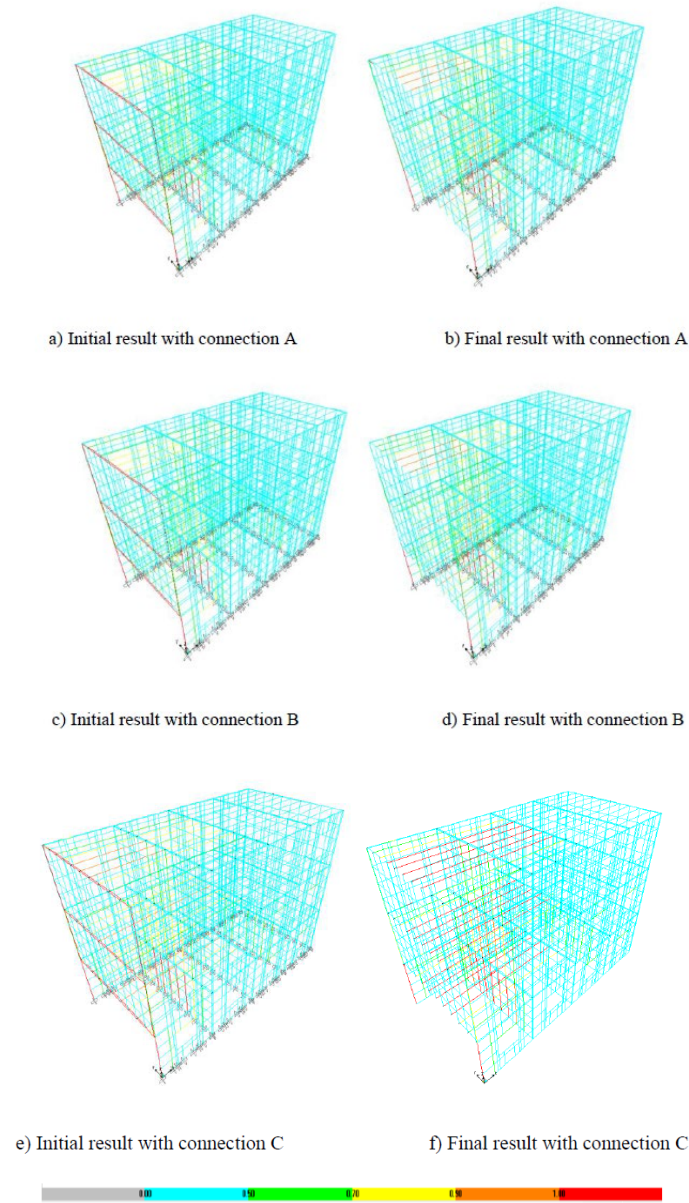 a) Initial result with connection A
b) Final result with connection A
c) Initial result with connection B
d) Final result with connection B
e) Initial result with connection C
f) Final result with connection C
0.00 0.50 0.70 0.90 1.00